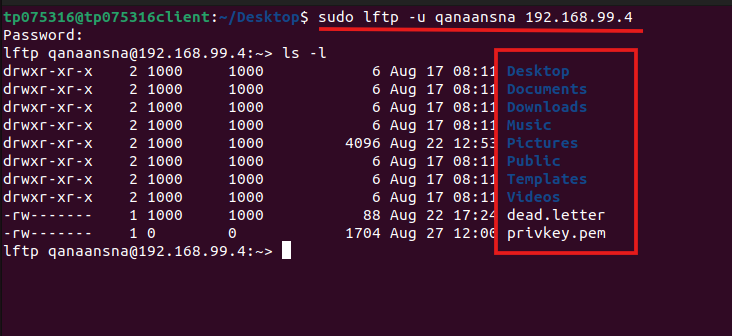 tp075316@tp075316client:~/Desktop$ sudo lftp -u qanaansna 192.168.99.4
Password:
lftp qanaansna@192.168.99.4:~> ls -l
drwxr-xr-x    2 1000     1000            6 Aug 17 08:11 Desktop
drwxr-xr-x    2 1000     1000            6 Aug 17 08:11 Documents
drwxr-xr-x    2 1000     1000            6 Aug 17 08:11 Downloads
drwxr-xr-x    2 1000     1000            6 Aug 17 08:11 Music
drwxr-xr-x    2 1000     1000         4096 Aug 22 12:53 Pictures
drwxr-xr-x    2 1000     1000            6 Aug 17 08:11 Public
drwxr-xr-x    2 1000     1000            6 Aug 17 08:11 Templates
drwxr-xr-x    2 1000     1000            6 Aug 17 08:11 Videos
-rw-------    1 1000     1000           88 Aug 22 17:24 dead.letter
-rw-------    1 0        0            1704 Aug 27 12:00 privkey.pem
lftp qanaansna@192.168.99.4:~>